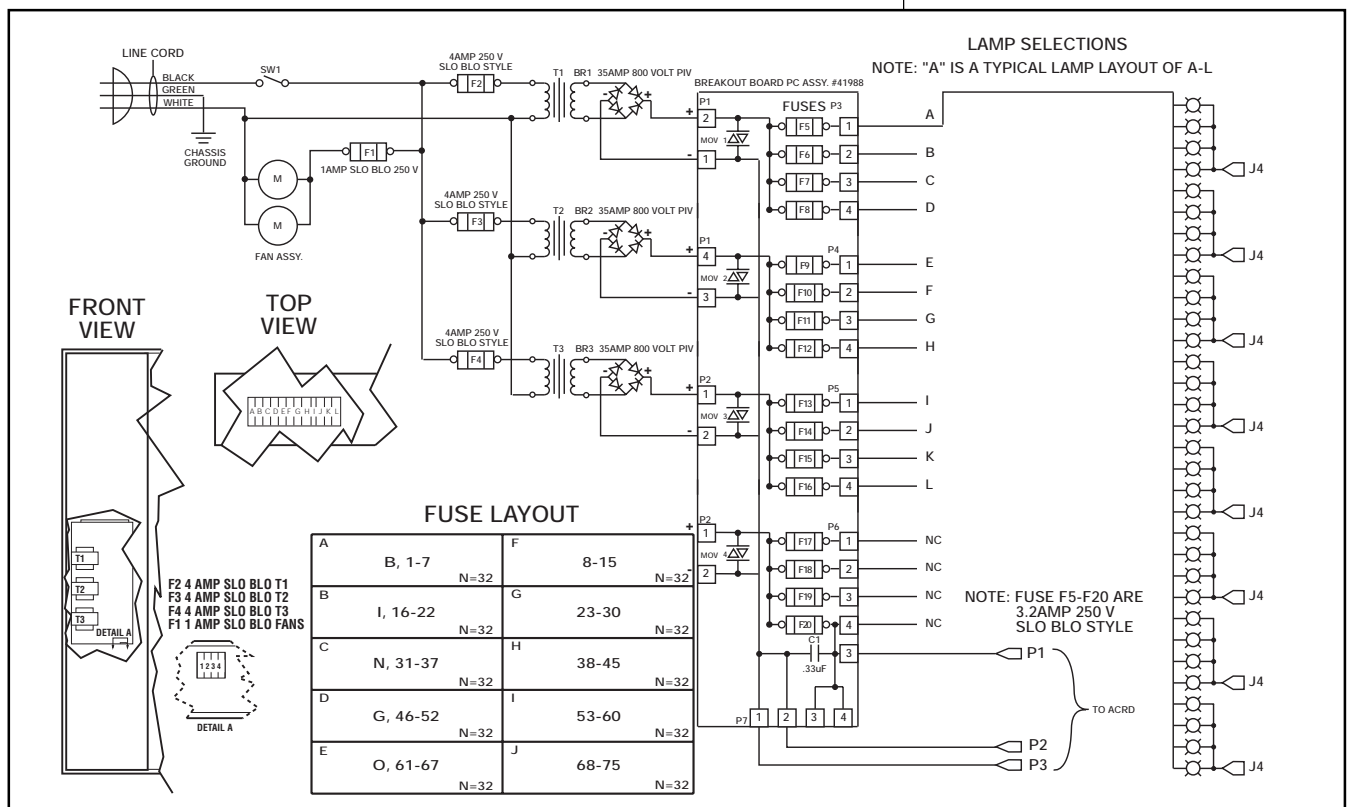 LAMP SELECTIONS
NOTE: "A" IS A TYPICAL LAMP LAYOUT OF A-L
LINE CORD
BLACK
GREEN
WHITE
SW1
CHASSIS
GROUND
M
M
FAN ASSY.
F1
1AMP SLO BLO 250 V
4AMP 250 V
SLO BLO STYLE
F2
T1 BR1 35AMP 800 VOLT PIV
- +
4AMP 250 V
SLO BLO STYLE
F3
T2 BR2 35AMP 800 VOLT PIV
- +
4AMP 250 V
SLO BLO STYLE
F4
T3 BR3 35AMP 800 VOLT PIV
- +
BREAKOUT BOARD PC ASSY. #41988
P1
+ 2
MOV 1
- 1
FUSES P3
F5 1 A
F6 2 B
F7 3 C
F8 4 D
P1
+ 4
MOV 2
- 3
P4
F9 1 E
F10 2 F
F11 3 G
F12 4 H
P2
+ 1
MOV 3
- 2
P5
F13 1 I
F14 2 J
F15 3 K
F16 4 L
P2
+ 1
MOV 4
- 2
P6
F17 1 NC
F18 2 NC
F19 3 NC
F20 4 NC
C1
.33uF
3
P7 1 2 3 4
NOTE: FUSE F5-F20 ARE
3.2AMP 250 V
SLO BLO STYLE
P1
P2
P3
TO ACRD
J4
J4
J4
J4
J4
J4
J4
J4
FRONT
VIEW
T1
T2
T3
DETAIL A
TOP
VIEW
A B C D E F G H I J K L
F2 4 AMP SLO BLO T1
F3 4 AMP SLO BLO T2
F4 4 AMP SLO BLO T3
F1 1 AMP SLO BLO FANS
1 2 3 4
DETAIL A
FUSE LAYOUT
A B, 1-7 N=32
F 8-15 N=32
B I, 16-22 N=32
G 23-30 N=32
C N, 31-37 N=32
H 38-45 N=32
D G, 46-52 N=32
I 53-60 N=32
E O, 61-67 N=32
J 68-75 N=32